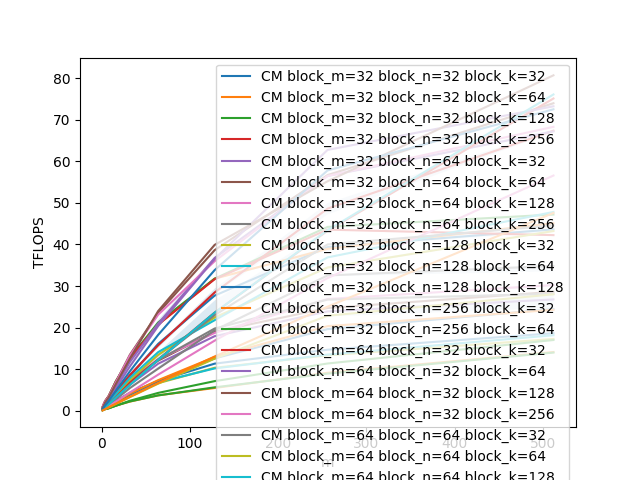 80
70
60
50
40
30
20
10
0
TFLOPS
CM block_m=32 block_n=32 block_k=32
CM block_m=32 block_n=32 block_k=64
CM block_m=32 block_n=32 block_k=128
CM block_m=32 block_n=32 block_k=256
CM block_m=32 block_n=64 block_k=32
CM block_m=32 block_n=64 block_k=64
CM block_m=32 block_n=64 block_k=128
CM block_m=32 block_n=64 block_k=256
CM block_m=32 block_n=128 block_k=32
CM block_m=32 block_n=128 block_k=64
CM block_m=32 block_n=128 block_k=128
CM block_m=32 block_n=256 block_k=32
CM block_m=32 block_n=256 block_k=64
CM block_m=64 block_n=32 block_k=32
CM block_m=64 block_n=32 block_k=64
CM block_m=64 block_n=32 block_k=128
CM block_m=64 block_n=32 block_k=256
CM block_m=64 block_n=64 block_k=32
CM block_m=64 block_n=64 block_k=64
CM block_m=64 block_n=64 block_k=128
0 100 200 300 400 500